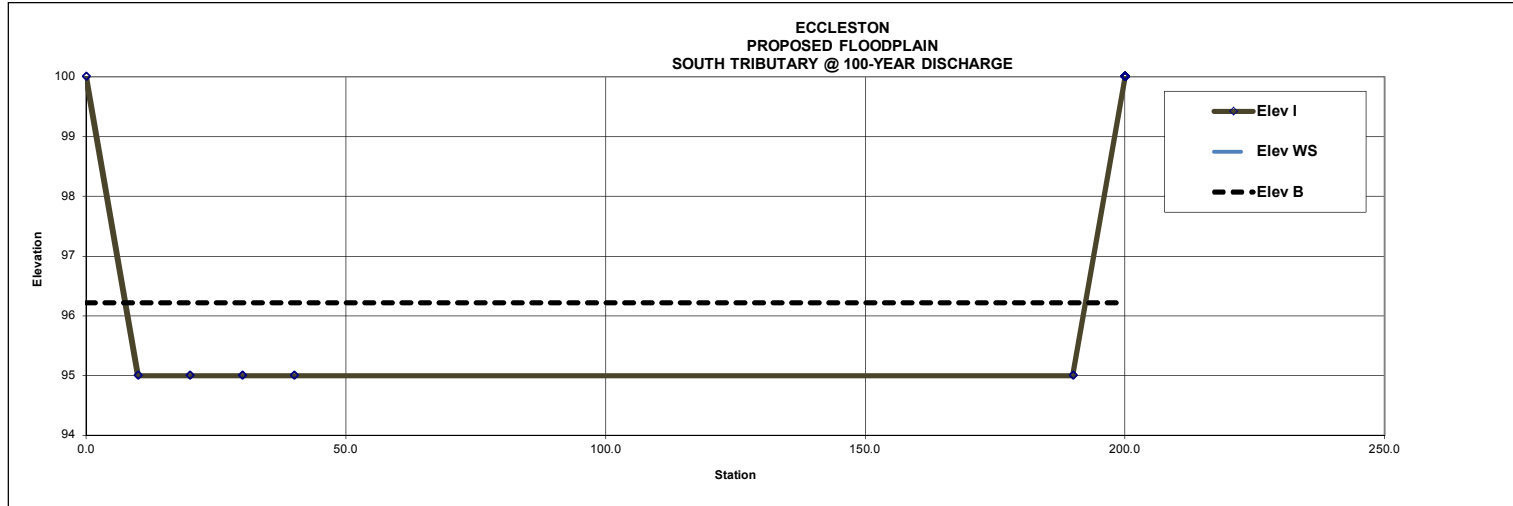 ECCLESTON
PROPOSED FLOODPLAIN
SOUTH TRIBUTARY @ 100-YEAR DISCHARGE
100
99
98
97
96
95
94
Elevation
0.0
50.0
100.0
150.0
200.0
250.0
Station
Elev I
Elev WS
Elev B